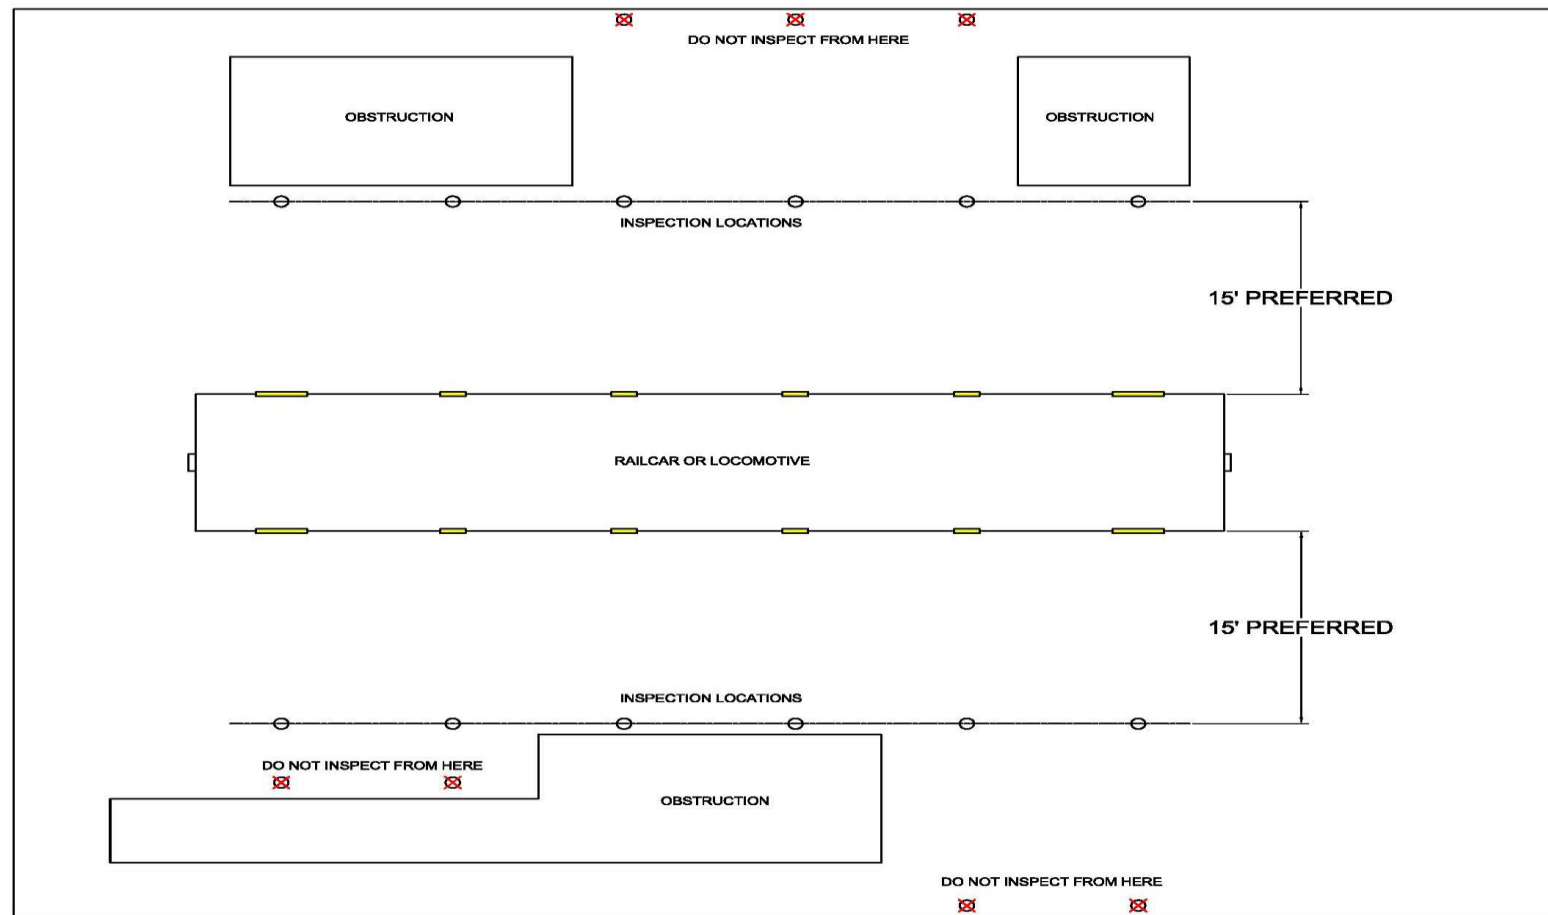 DO NOT INSPECT FROM HERE
OBSTRUCTION
OBSTRUCTION
INSPECTION LOCATIONS
15' PREFERRED
RAILCAR OR LOCOMOTIVE
15' PREFERRED
INSPECTION LOCATIONS
DO NOT INSPECT FROM HERE
OBSTRUCTION
DO NOT INSPECT FROM HERE